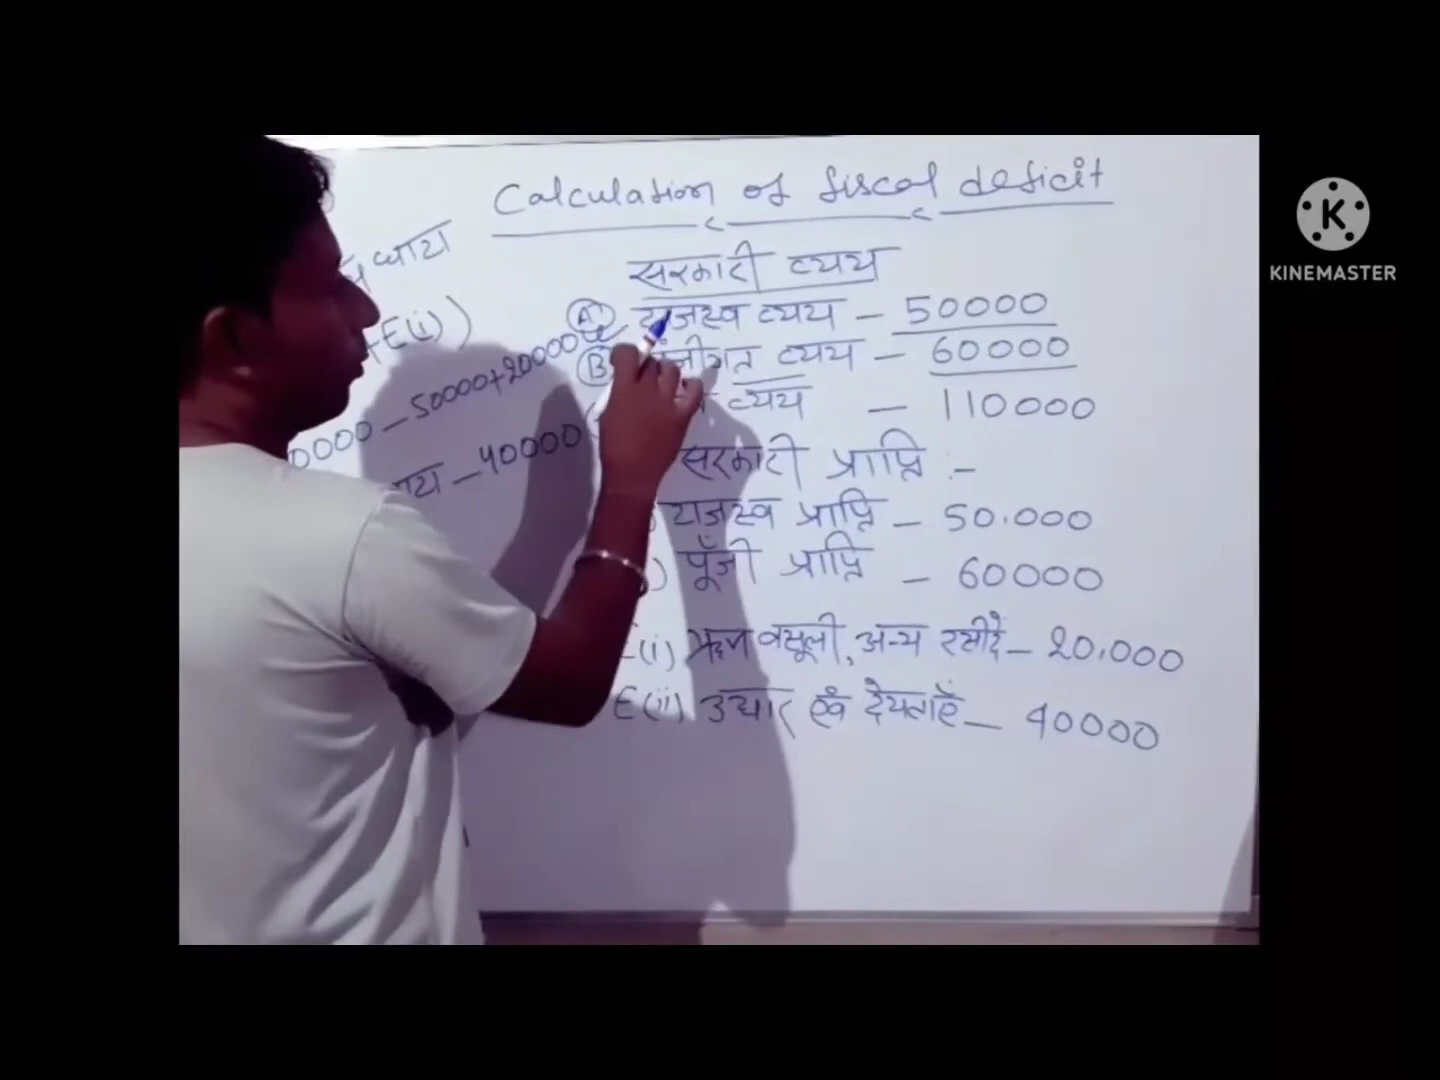 Calculation of fiscal deficit
घाटा
सरकारी व्यय
+E(i))
(A) राजस्व व्यय - 50000
0000 - 50000+20000
(B) व्यय - 60000
व्यय - 110000
- 40000
सरकारी प्राप्ति :-
राजस्व प्राप्ति - 50.000
) पूँजी प्राप्ति - 60000
(i) ऋण वसूली, अन्य रसीदें - 20.000
E(ii) उधार एवं देयताएँ - 40000
K
KINEMASTER